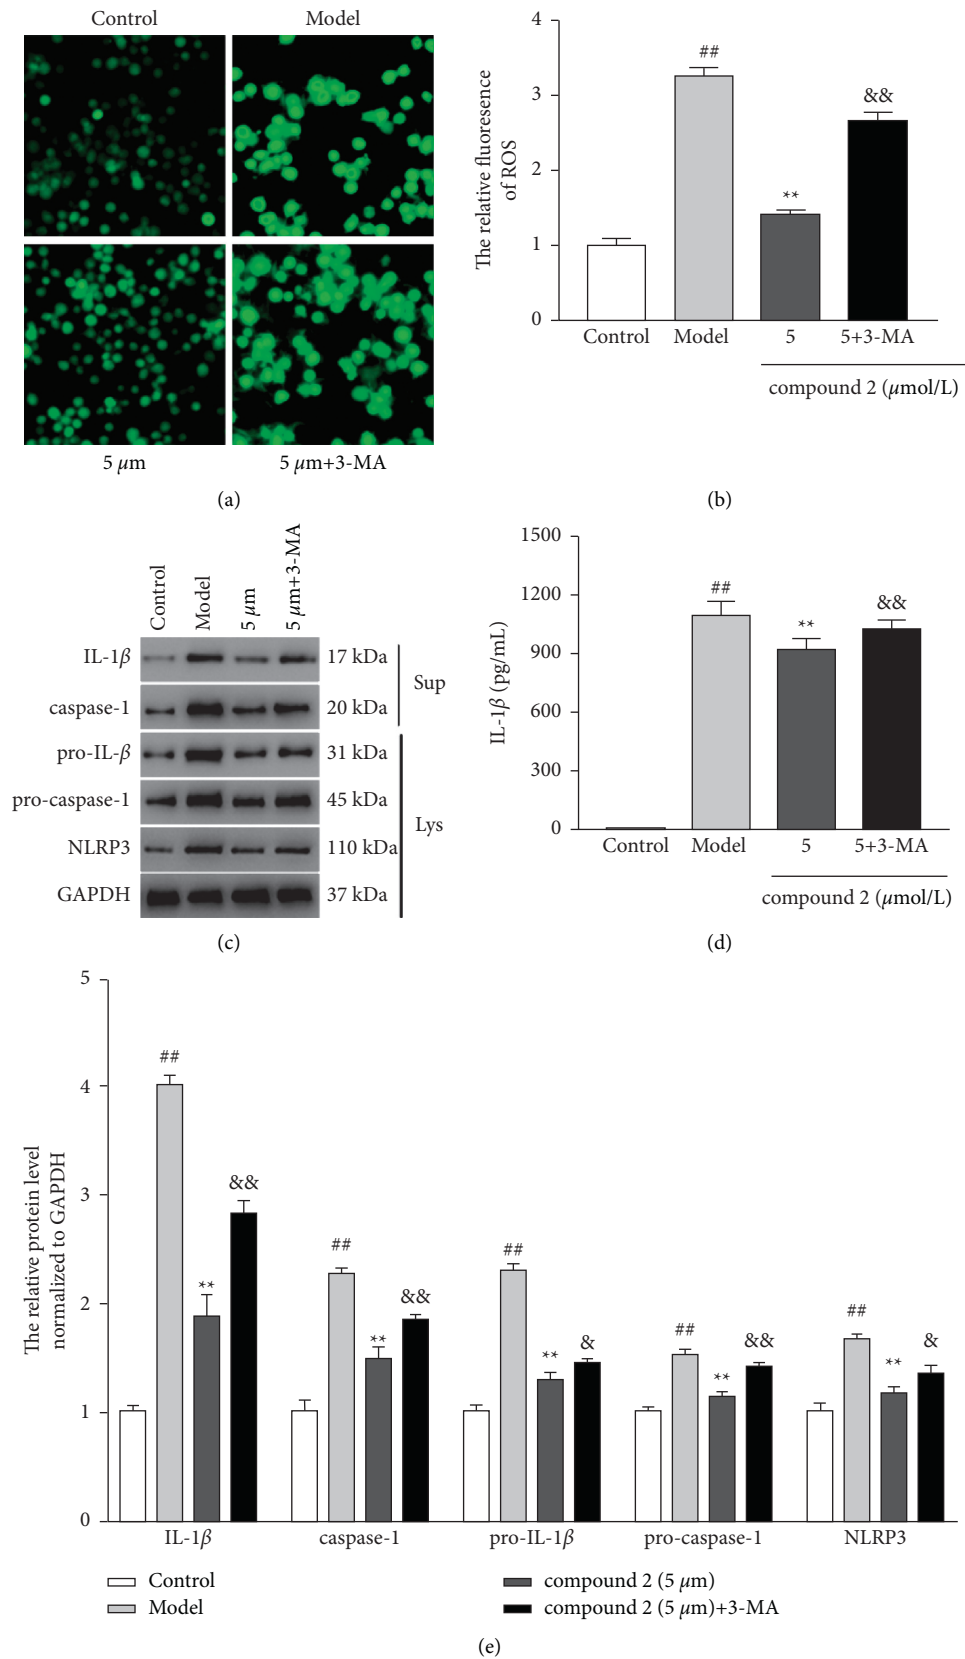 Control
Model
5 μm
5 μm+3-MA
(a)
The relative fluoresence
of ROS
4
3
2
1
0
##
**
&&
Control
Model
5
5+3-MA
compound 2 (μmol/L)
(b)
Control
Model
5 μm
5 μm+3-MA
IL-1β
17 kDa
caspase-1
20 kDa
Sup
pro-IL-β
31 kDa
pro-caspase-1
45 kDa
NLRP3
110 kDa
GAPDH
37 kDa
Lys
(c)
IL-1β (pg/mL)
1500
1200
900
600
300
0
##
**
&&
Control
Model
5
5+3-MA
compound 2 (μmol/L)
(d)
The relative protein level
normalized to GAPDH
5
4
3
2
1
0
##
**
&&
##
**
&&
##
**
&
##
**
&&
##
**
&
IL-1β
caspase-1
pro-IL-1β
pro-caspase-1
NLRP3
Control
Model
compound 2 (5 μm)
compound 2 (5 μm)+3-MA
(e)